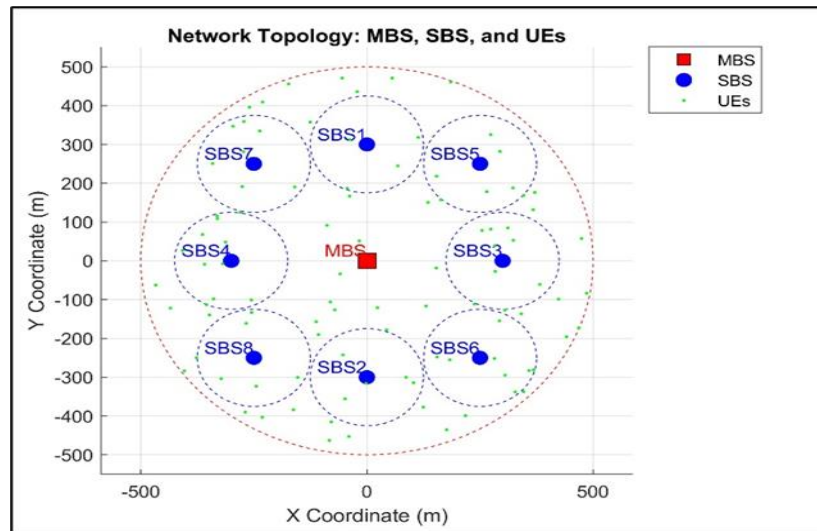 Network Topology: MBS, SBS, and UEs
MBS
SBS
UEs
500
400
300
200
100
0
-100
-200
-300
-400
-500
Y Coordinate (m)
SBS1
SBS7
SBS5
SBS4
MBS
SBS3
SBS8
SBS2
SBS6
-500
0
500
X Coordinate (m)